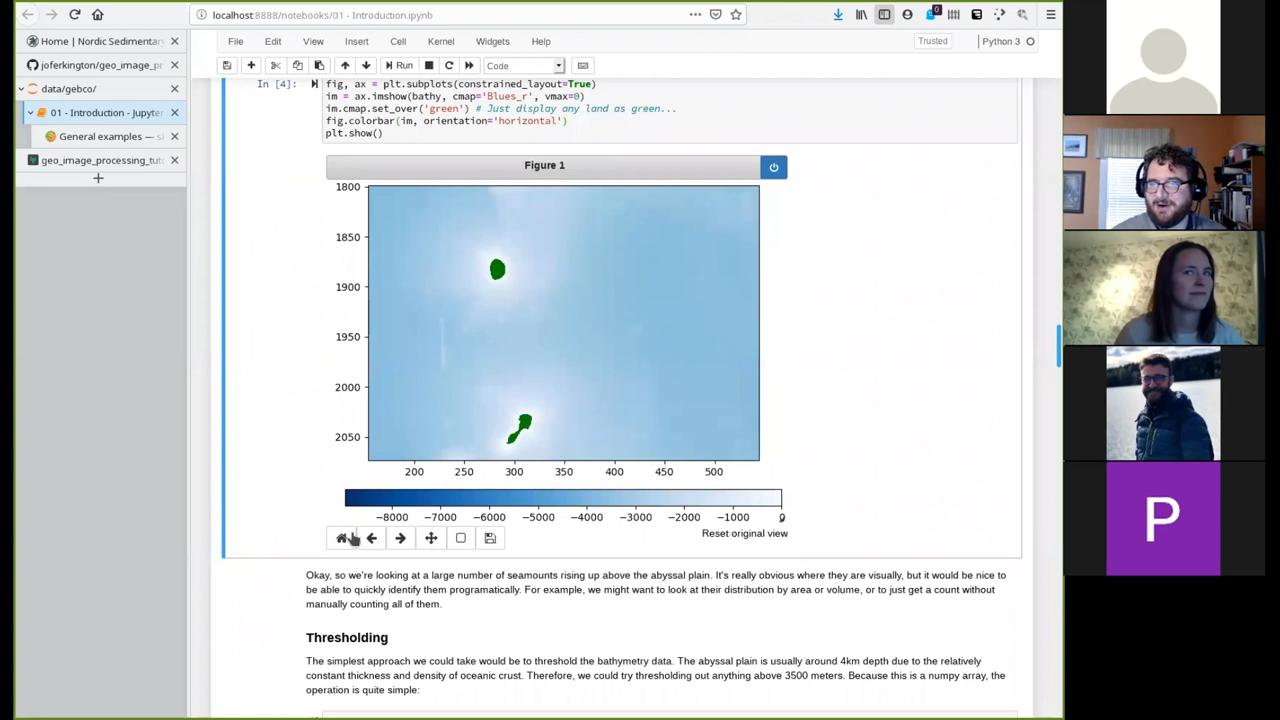 localhost:8888/notebooks/01 - Introduction.ipynb
0
Home | Nordic Sedimentary
joferkington/geo_image_pr
data/gebco/
01 - Introduction - Jupyter
General examples — s
geo_image_processing_tut
File Edit View Insert Cell Kernel Widgets Help
Trusted Python 3
Run Code
In [4]:
fig, ax = plt.subplots(constrained_layout=True)
im = ax.imshow(bathy, cmap='Blues_r', vmax=0)
im.cmap.set_over('green') # Just display any land as green...
fig.colorbar(im, orientation='horizontal')
plt.show()
Figure 1
1800
1850
1900
1950
2000
2050
200 250 300 350 400 450 500
−8000 −7000 −6000 −5000 −4000 −3000 −2000 −1000 0
Reset original view
Okay, so we're looking at a large number of seamounts rising up above the abyssal plain. It's really obvious where they are visually, but it would be nice to
be able to quickly identify them programatically. For example, we might want to look at their distribution by area or volume, or to just get a count without
manually counting all of them.
Thresholding
The simplest approach we could take would be to threshold the bathymetry data. The abyssal plain is usually around 4km depth due to the relatively
constant thickness and density of oceanic crust. Therefore, we could try thresholding out anything above 3500 meters. Because this is a numpy array, the
operation is quite simple:
P